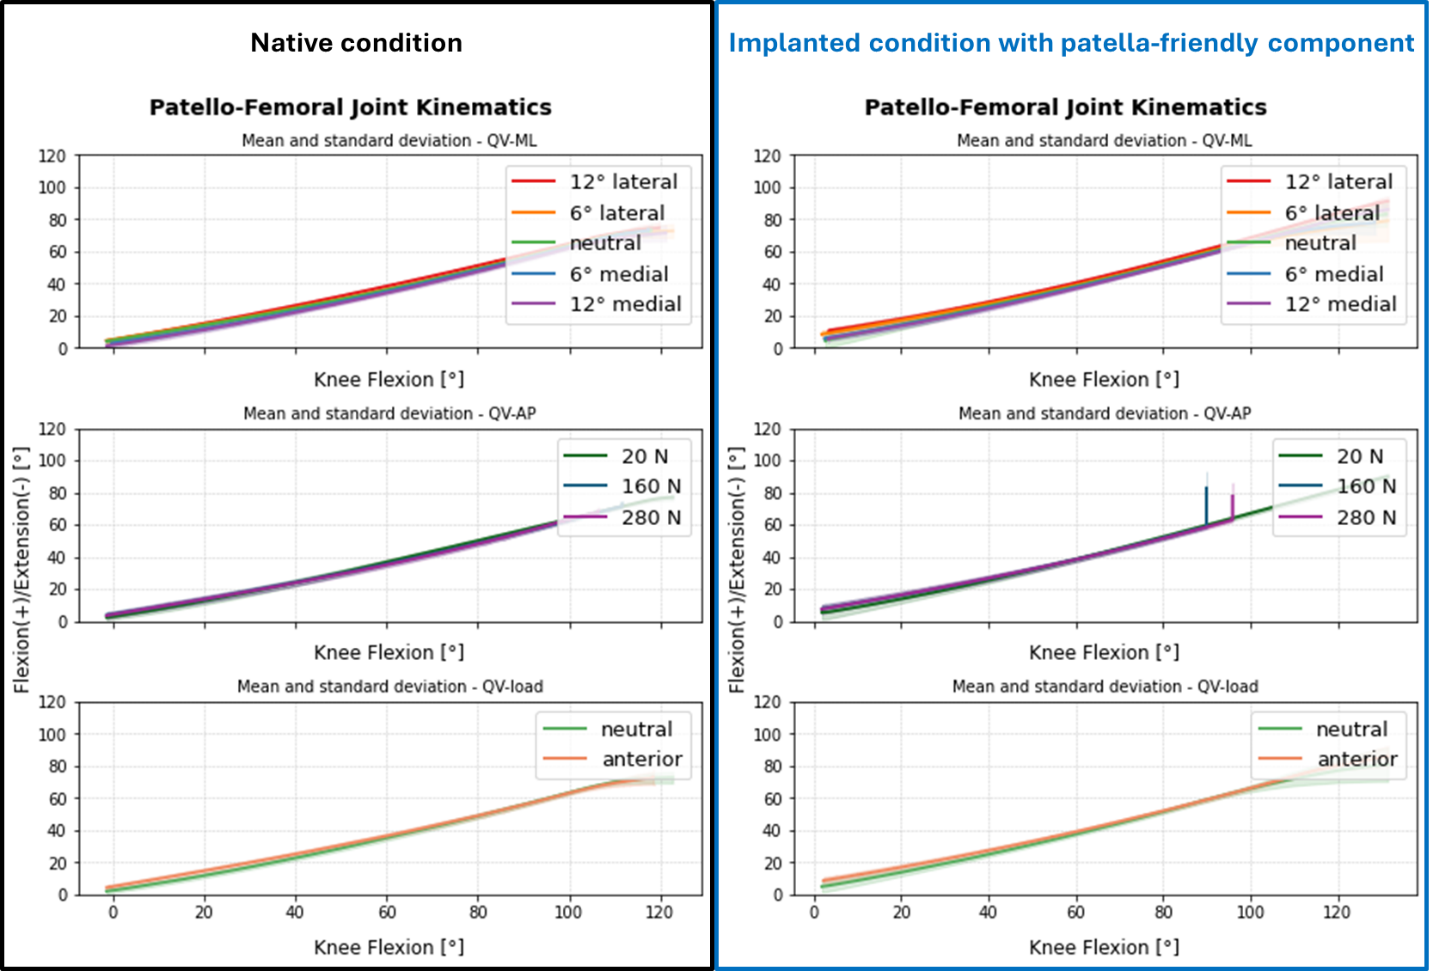 Native condition
Patello-Femoral Joint Kinematics
Mean and standard deviation - QV-ML
120
100
80
60
40
20
0
12° lateral
6° lateral
neutral
6° medial
12° medial
Knee Flexion [°]
Mean and standard deviation - QV-AP
120
100
80
60
40
20
0
20 N
160 N
280 N
Knee Flexion [°]
Flexion(+)/Extension(-) [°]
Mean and standard deviation - QV-load
120
100
80
60
40
20
0
neutral
anterior
0 20 40 60 80 100 120
Knee Flexion [°]
Implanted condition with patella-friendly component
Patello-Femoral Joint Kinematics
Mean and standard deviation - QV-ML
120
100
80
60
40
20
0
12° lateral
6° lateral
neutral
6° medial
12° medial
Knee Flexion [°]
Mean and standard deviation - QV-AP
120
100
80
60
40
20
0
20 N
160 N
280 N
Knee Flexion [°]
Flexion(+)/Extension(-) [°]
Mean and standard deviation - QV-load
120
100
80
60
40
20
0
neutral
anterior
0 20 40 60 80 100 120
Knee Flexion [°]